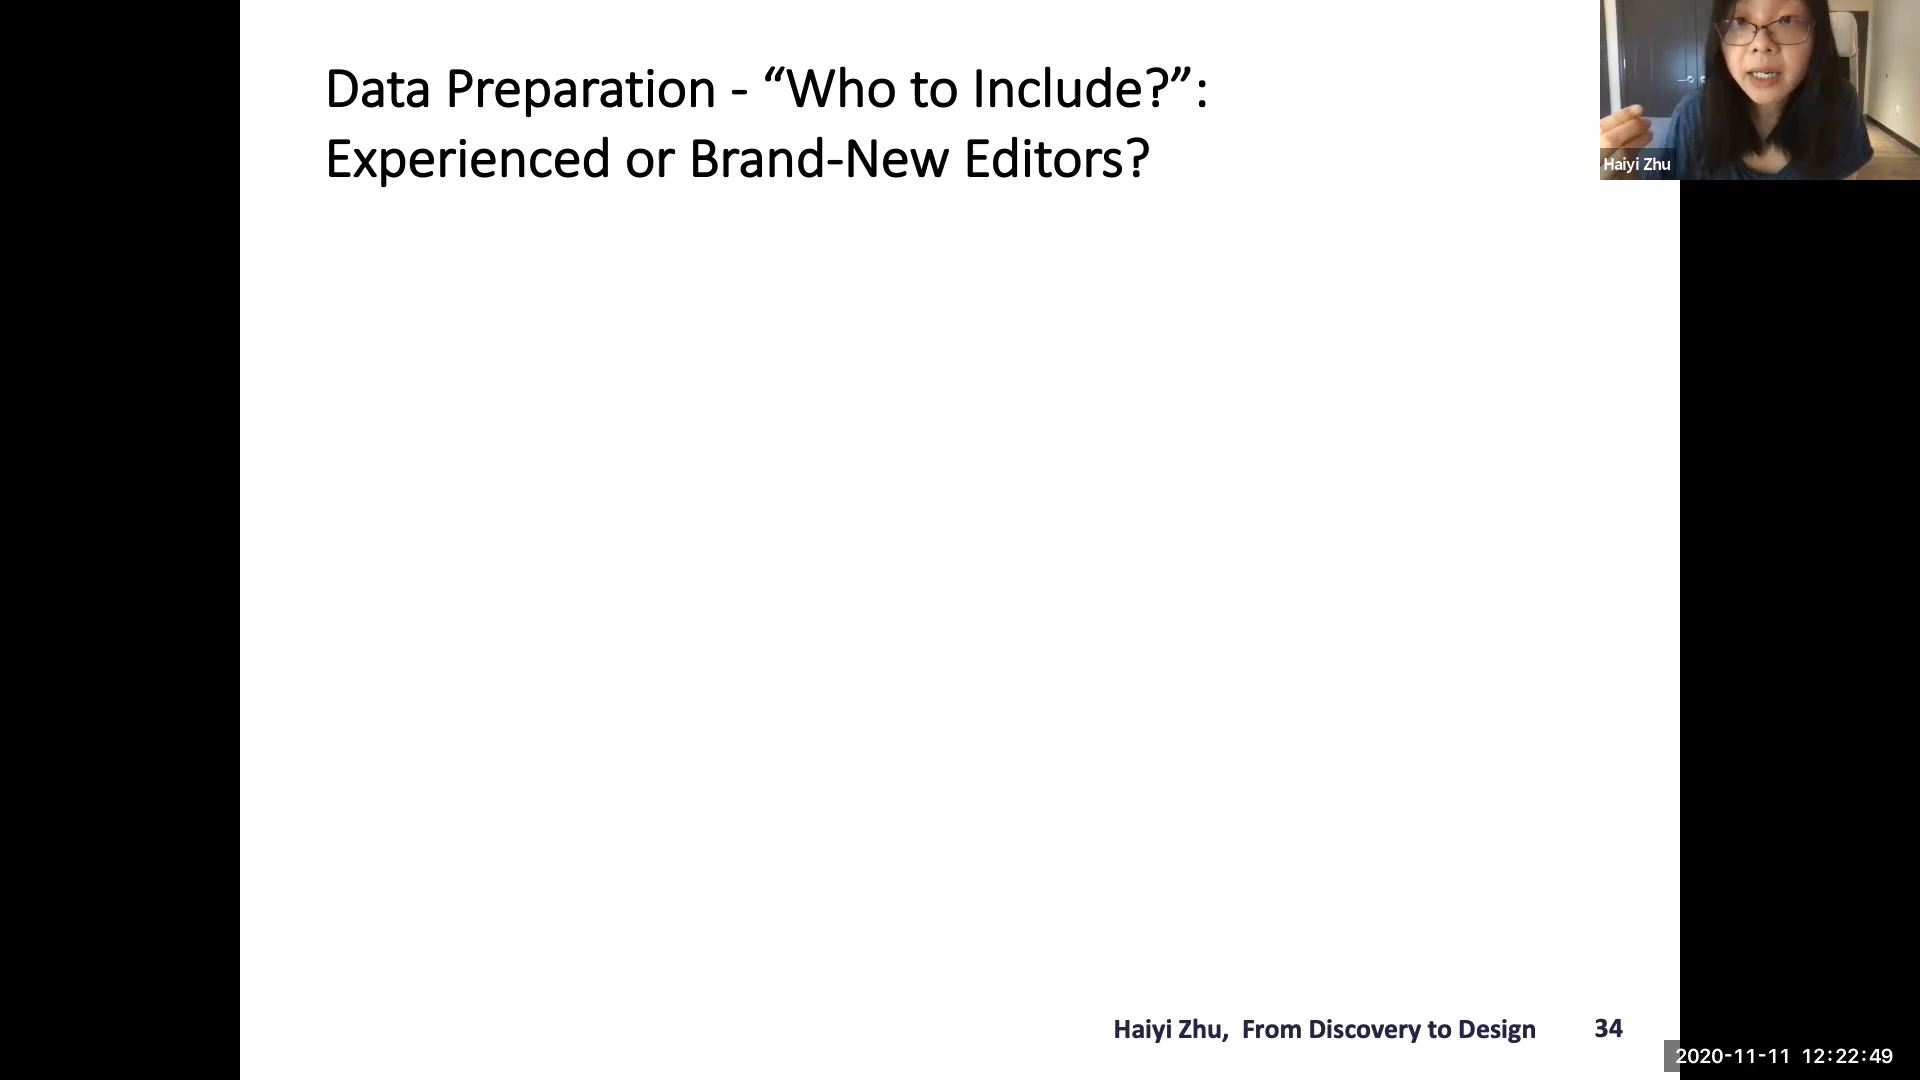 Data Preparation - “Who to Include?”:
Experienced or Brand-New Editors?
Haiyi Zhu
Haiyi Zhu, From Discovery to Design 34
2020-11-11 12:22:49